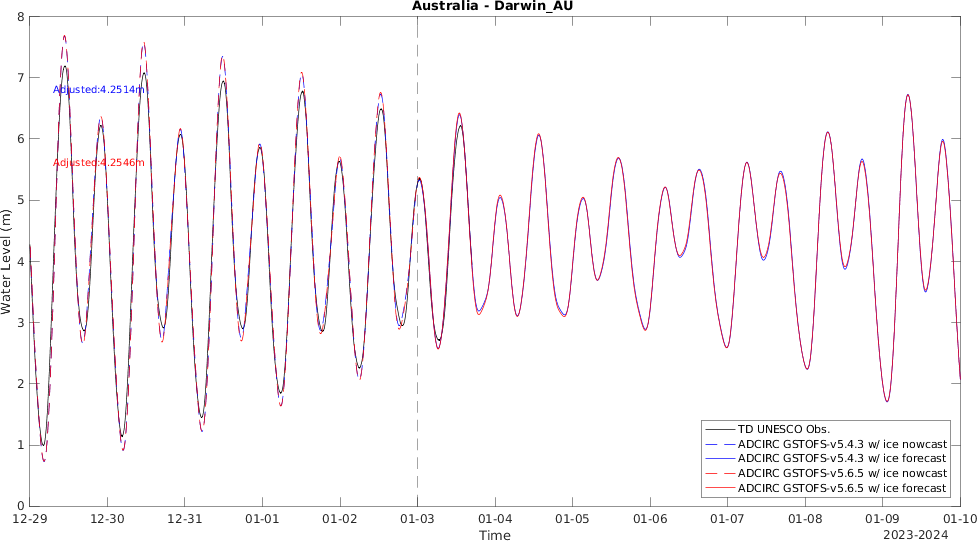 Australia - Darwin_AU
8
7
Adjusted:4.2514m
6
Adjusted:4.2546m
5
4
3
2
1
0
Water Level (m)
TD UNESCO Obs.
ADCIRC GSTOFS-v5.4.3 w/ ice nowcast
ADCIRC GSTOFS-v5.4.3 w/ ice forecast
ADCIRC GSTOFS-v5.6.5 w/ ice nowcast
ADCIRC GSTOFS-v5.6.5 w/ ice forecast
12-29 12-30 12-31 01-01 01-02 01-03 01-04 01-05 01-06 01-07 01-08 01-09 01-10
Time
2023-2024